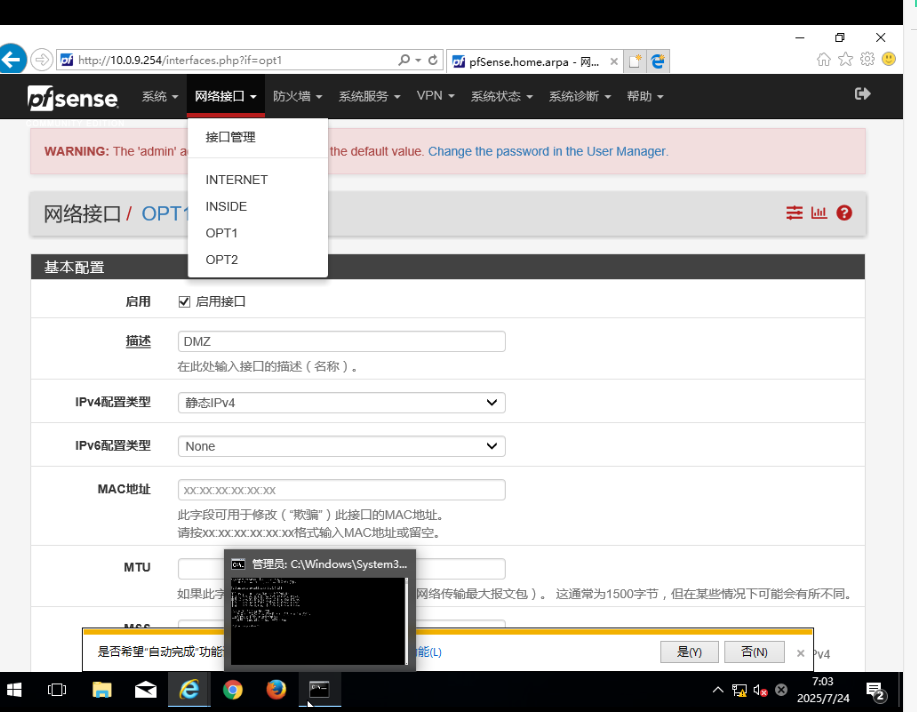 http://10.0.9.254/interfaces.php?if=opt1
pfSense.home.arpa - 网...
pfsense
系统 网络接口 防火墙 系统服务 VPN 系统状态 系统诊断 帮助
接口管理
INTERNET
INSIDE
OPT1
OPT2
WARNING: The 'admin' a the default value. Change the password in the User Manager.
网络接口 / OPT1
基本配置
启用 启用接口
描述 DMZ
在此处输入接口的描述（名称）。
IPv4配置类型 静态IPv4
IPv6配置类型 None
MAC地址 xx:xx:xx:xx:xx:xx
此字段可用于修改（“欺骗”）此接口的MAC地址。
请按xx:xx:xx:xx:xx:xx格式输入MAC地址或留空。
MTU
管理员: C:\Windows\System3...
如果此字 网络传输最大报文包）。 这通常为1500字节，但在某些情况下可能会有所不同。
MSS
是否希望“自动完成”功能 能(L) 是(Y) 否(N)
Pv4
7:03
2025/7/24
2